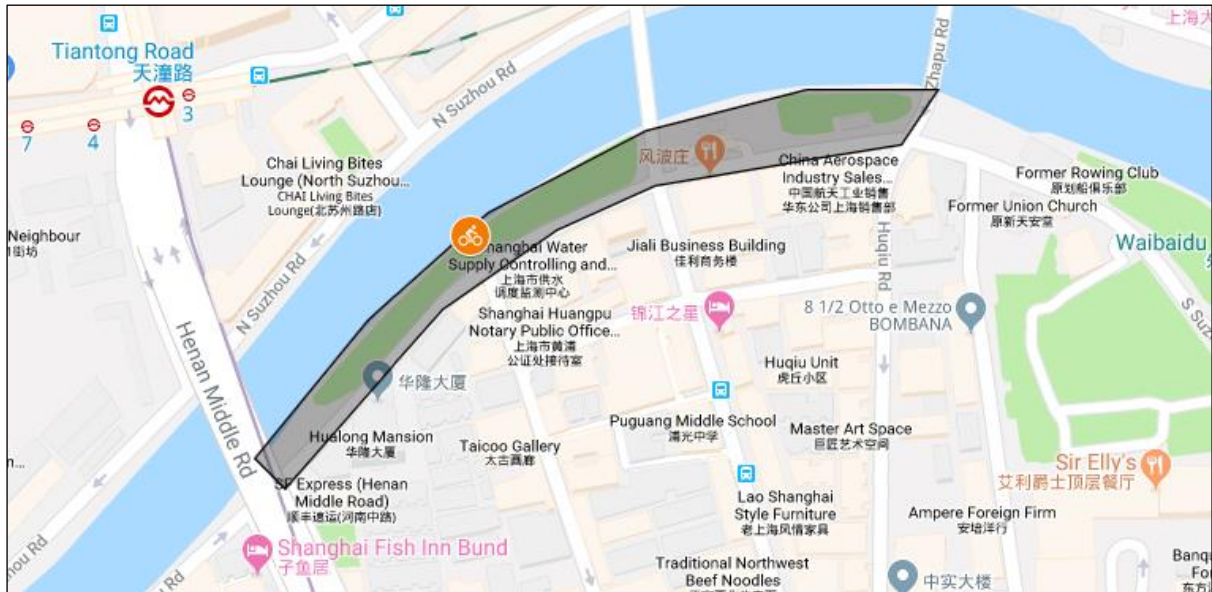 上海大
Tiantong Road
天潼路
3
7
4
N Suzhou Rd
Zhapu Rd
Chai Living Bites
Lounge (North Suzhou...
CHAI Living Bites
Lounge(北苏州路店)
风波庄
China Aerospace
Industry Sales...
中国航天工业销售
华东公司上海销售部
Former Rowing Club
原划船俱乐部
Former Union Church
原新天安堂
Neighbour
街坊
Shanghai Water
Supply Controlling and...
上海市供水
调度监测中心
Jiali Business Building
佳利商务楼
Huqiu Rd
Waibaidu
N Suzhou Rd
Shanghai Huangpu
Notary Public Office...
上海市黄浦
公证处接待室
锦江之星
8 1/2 Otto e Mezzo
BOMBANA
S Suz
Henan Middle Rd
华隆大厦
Huqiu Unit
虎丘小区
Hualong Mansion
华隆大厦
Taicoo Gallery
太古画廊
Puguang Middle School
浦光中学
Master Art Space
巨匠艺术空间
Sir Elly's
艾利爵士顶层餐厅
SF Express (Henan
Middle Road)
顺丰速运(河南中路)
Lao Shanghai
Style Furniture
老上海风情家具
Ampere Foreign Firm
安培洋行
Shanghai Fish Inn Bund
子鱼居
hou Rd
Traditional Northwest
Beef Noodles
中实大楼
Banqu
Fo
东方